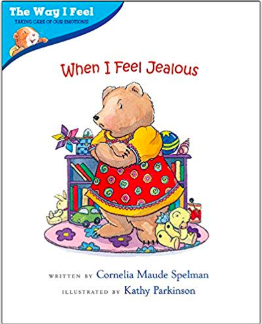 The Way I Feel
TAKING CARE OF OUR EMOTIONS
When I Feel Jealous
WRITTEN BY Cornelia Maude Spelman
ILLUSTRATED BY Kathy Parkinson